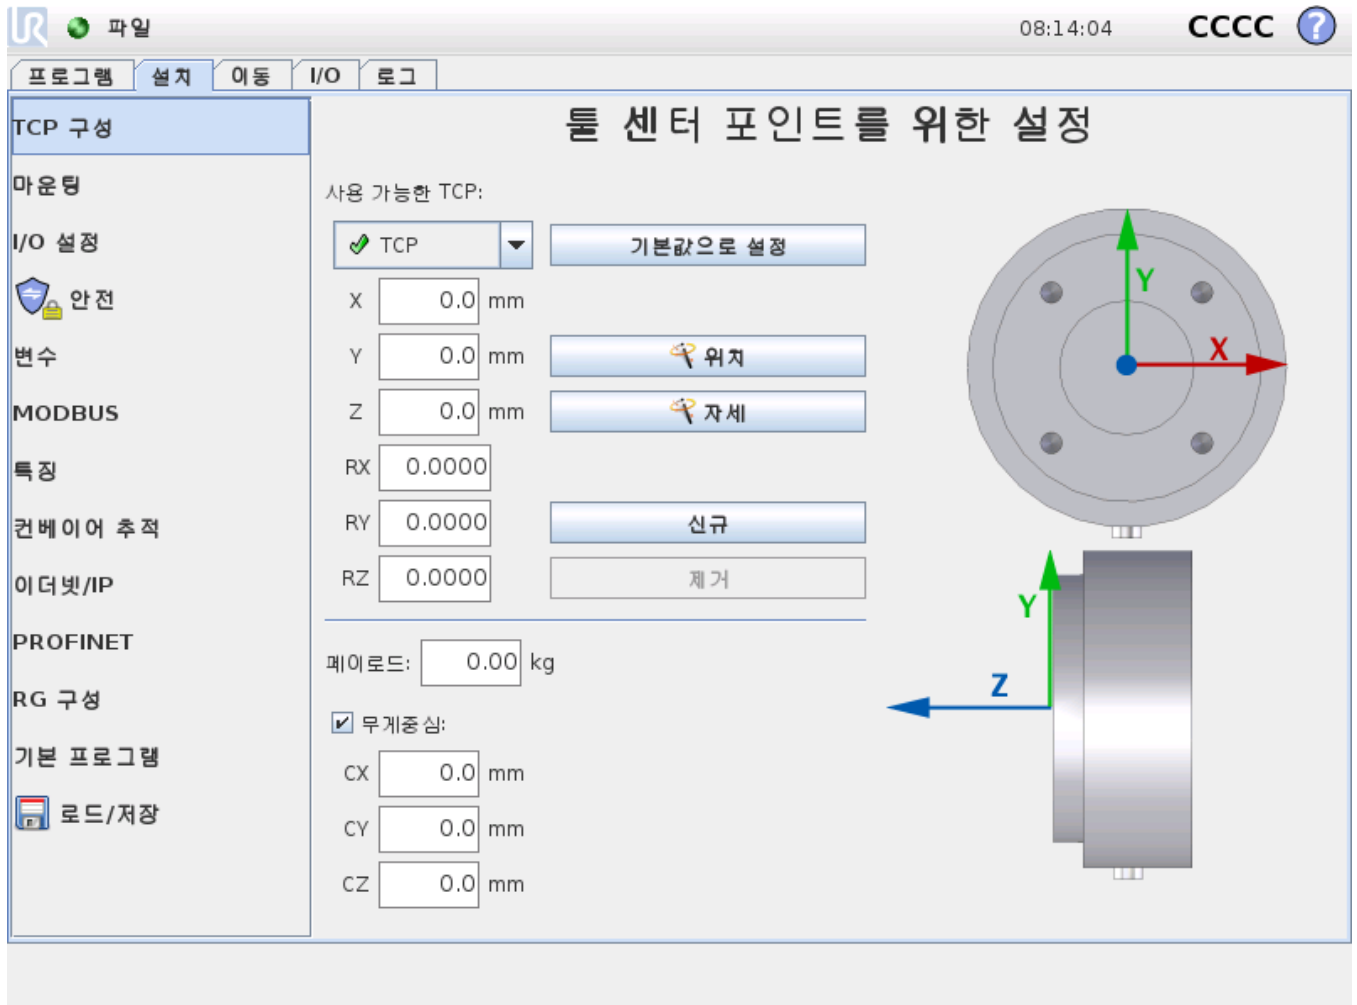 UR 파일 08:14:04 CCCC ?
프로그램 설치 이동 I/O 로그
TCP 구성
마운팅
I/O 설정
안전
변수
MODBUS
특징
컨베이어 추적
이더넷/IP
PROFINET
RG 구성
기본 프로그램
로드/저장
툴 센터 포인트를 위한 설정
사용 가능한 TCP:
TCP 기본값으로 설정
X 0.0 mm
Y 0.0 mm 위치
Z 0.0 mm 자세
RX 0.0000
RY 0.0000 신규
RZ 0.0000 제거
페이로드: 0.00 kg
무게중심:
CX 0.0 mm
CY 0.0 mm
CZ 0.0 mm
Y
X
Y
Z